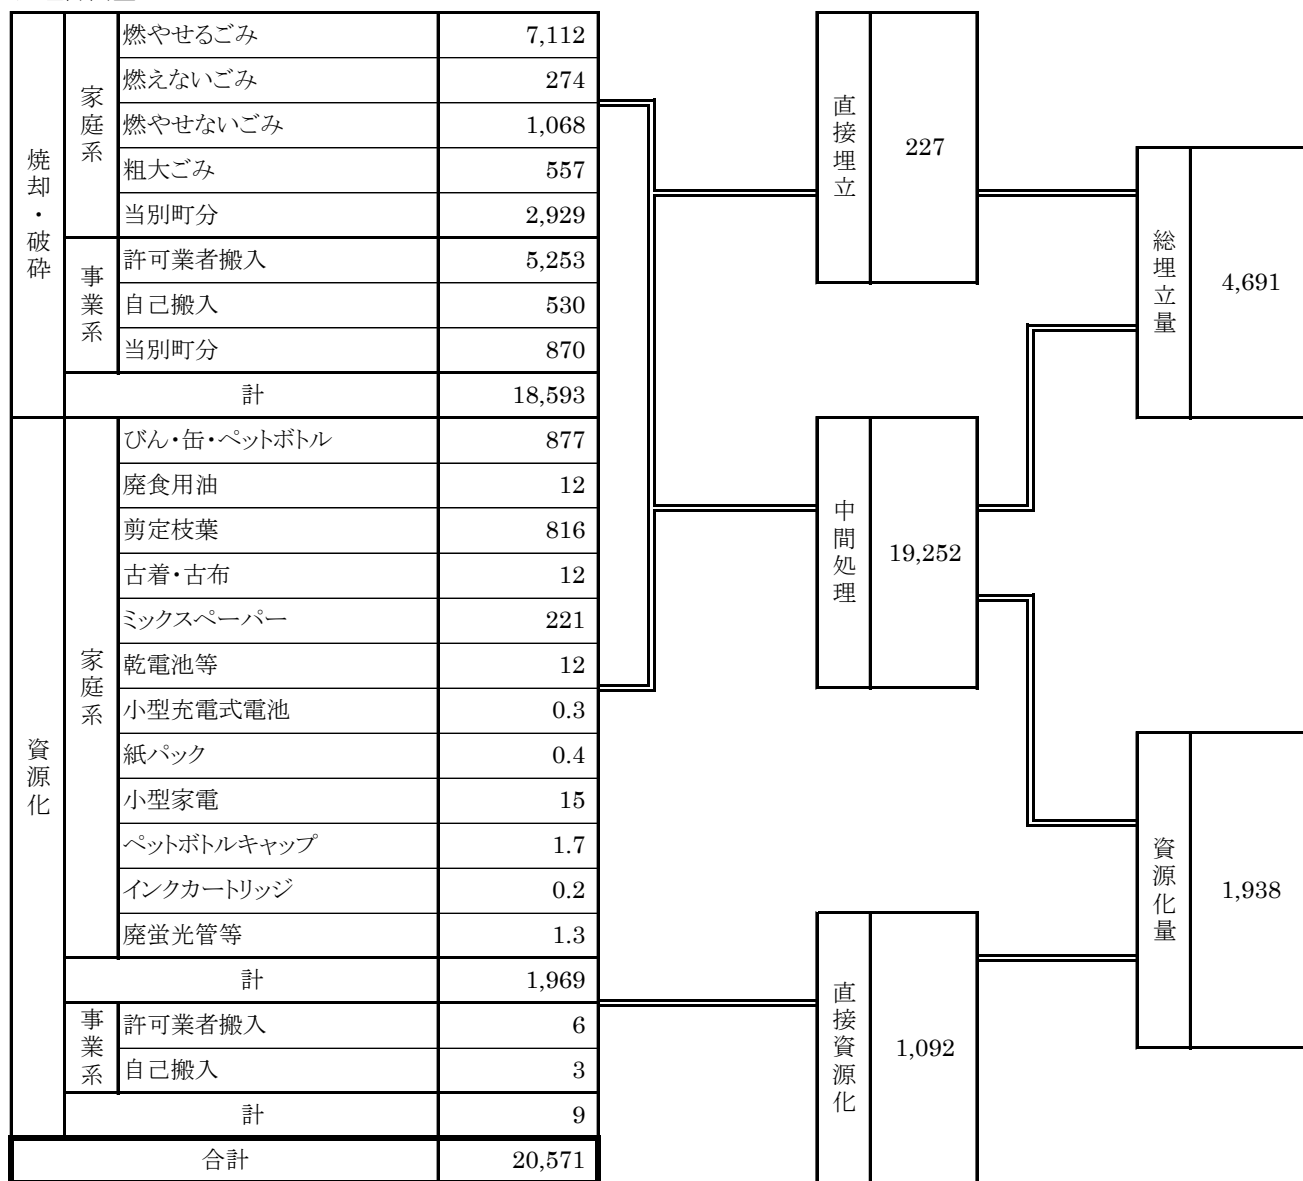 焼却・破砕
家庭系
燃やせるごみ 7,112
燃えないごみ 274
燃やせないごみ 1,068
粗大ごみ 557
当別町分 2,929
事業系
許可業者搬入 5,253
自己搬入 530
当別町分 870
計 18,593
資源化
家庭系
びん・缶・ペットボトル 877
廃食用油 12
剪定枝葉 816
古着・古布 12
ミックスペーパー 221
乾電池等 12
小型充電式電池 0.3
紙パック 0.4
小型家電 15
ペットボトルキャップ 1.7
インクカートリッジ 0.2
廃蛍光管等 1.3
計 1,969
事業系
許可業者搬入 6
自己搬入 3
計 9
合計 20,571
直接埋立 227
中間処理 19,252
直接資源化 1,092
総埋立量 4,691
資源化量 1,938